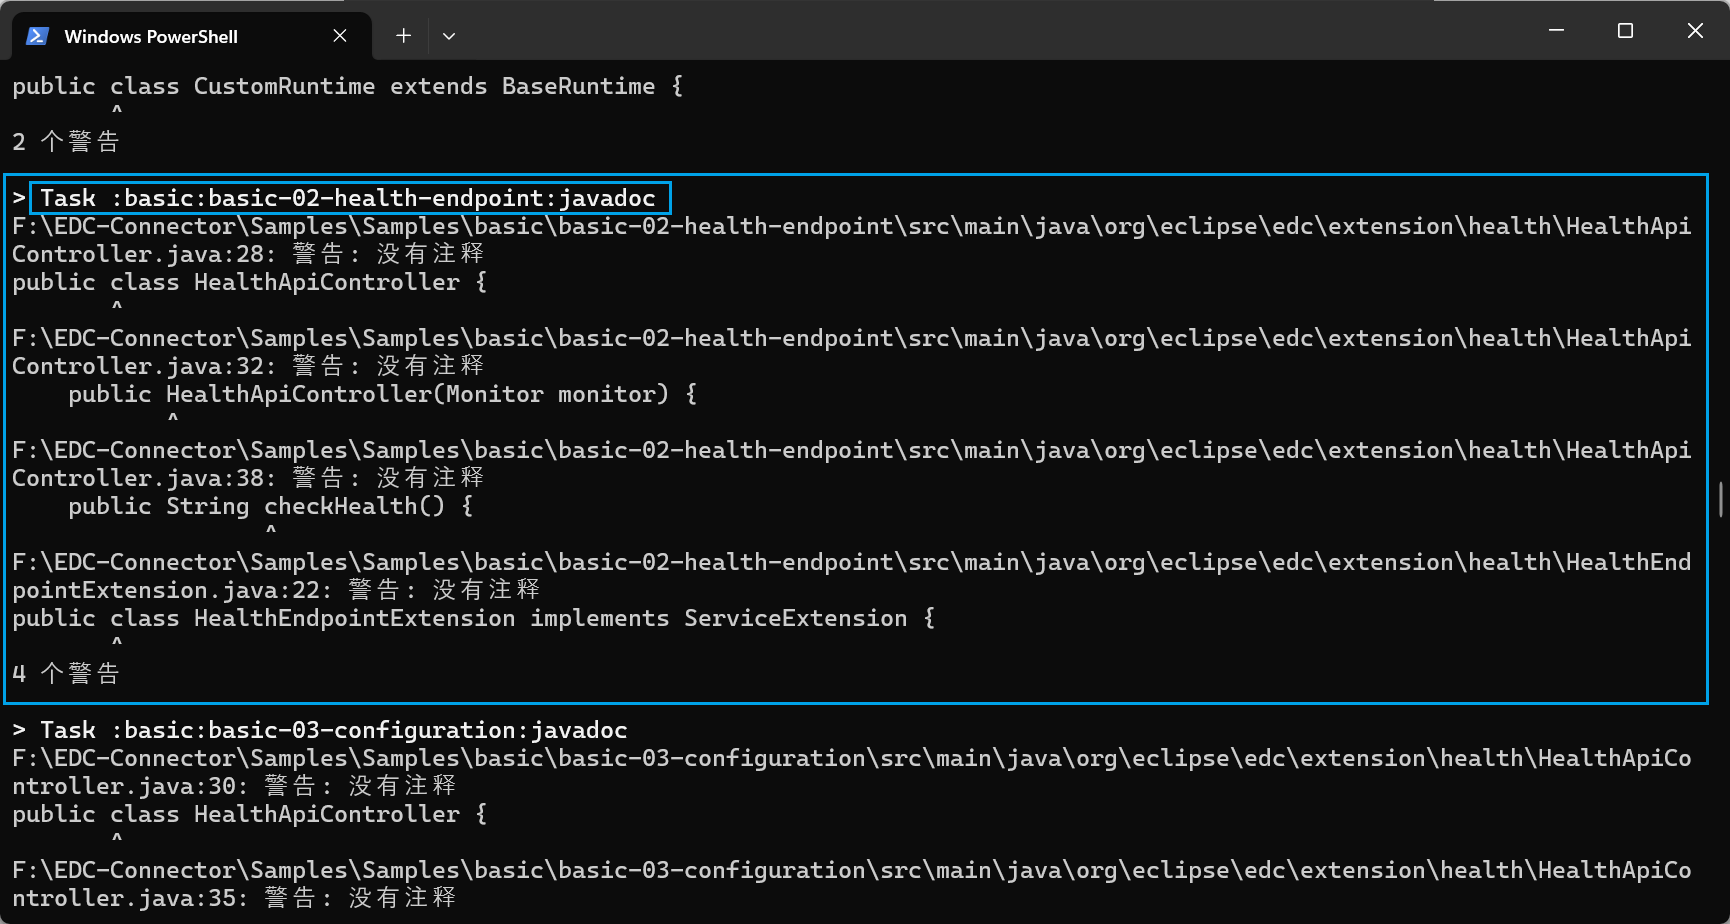 Windows PowerShell
public class CustomRuntime extends BaseRuntime {
^
2 个警告
> Task :basic:basic-02-health-endpoint:javadoc
F:\EDC-Connector\Samples\Samples\basic\basic-02-health-endpoint\src\main\java\org\eclipse\edc\extension\health\HealthApi
Controller.java:28: 警告: 没有注释
public class HealthApiController {
^
F:\EDC-Connector\Samples\Samples\basic\basic-02-health-endpoint\src\main\java\org\eclipse\edc\extension\health\HealthApi
Controller.java:32: 警告: 没有注释
public HealthApiController(Monitor monitor) {
^
F:\EDC-Connector\Samples\Samples\basic\basic-02-health-endpoint\src\main\java\org\eclipse\edc\extension\health\HealthApi
Controller.java:38: 警告: 没有注释
public String checkHealth() {
^
F:\EDC-Connector\Samples\Samples\basic\basic-02-health-endpoint\src\main\java\org\eclipse\edc\extension\health\HealthEnd
pointExtension.java:22: 警告: 没有注释
public class HealthEndpointExtension implements ServiceExtension {
^
4 个警告
> Task :basic:basic-03-configuration:javadoc
F:\EDC-Connector\Samples\Samples\basic\basic-03-configuration\src\main\java\org\eclipse\edc\extension\health\HealthApiCo
ntroller.java:30: 警告: 没有注释
public class HealthApiController {
^
F:\EDC-Connector\Samples\Samples\basic\basic-03-configuration\src\main\java\org\eclipse\edc\extension\health\HealthApiCo
ntroller.java:35: 警告: 没有注释